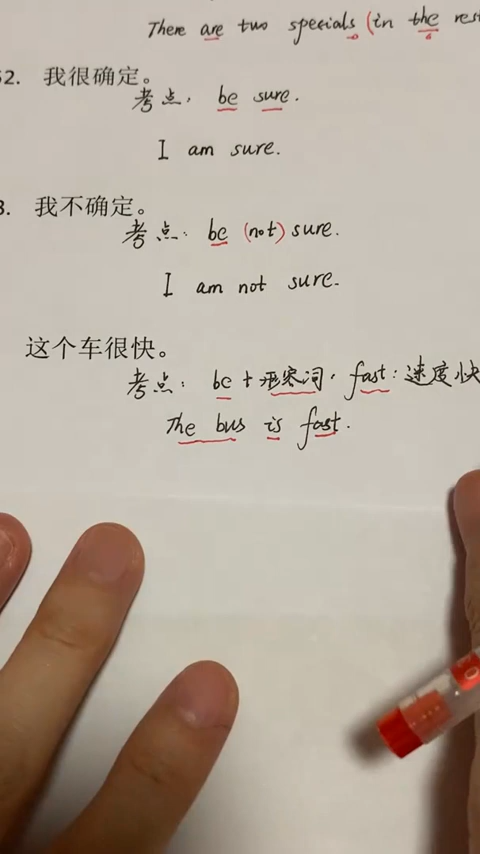 There are two specials (in the
52. 我很确定。
考点: be sure.
I am sure.
3. 我不确定。
考点: be (not) sure.
I am not sure.
这个车很快。
考点: be + 形容词, fast: 速度快
The bus is fast.